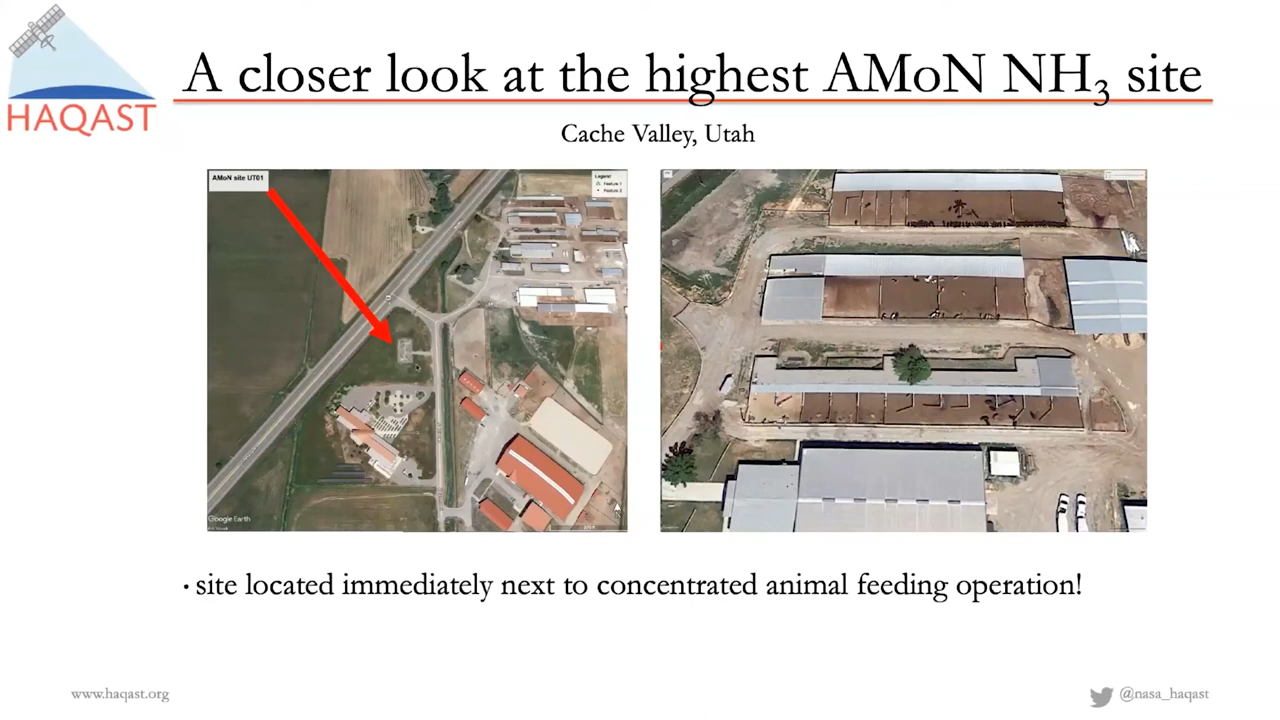 HAQAST
A closer look at the highest AMoN NH₃ site
Cache Valley, Utah
AMoN site UT01
Legend
Feature 1
Feature 2
Google Earth
· site located immediately next to concentrated animal feeding operation!
www.haqast.org
@nasa_haqast